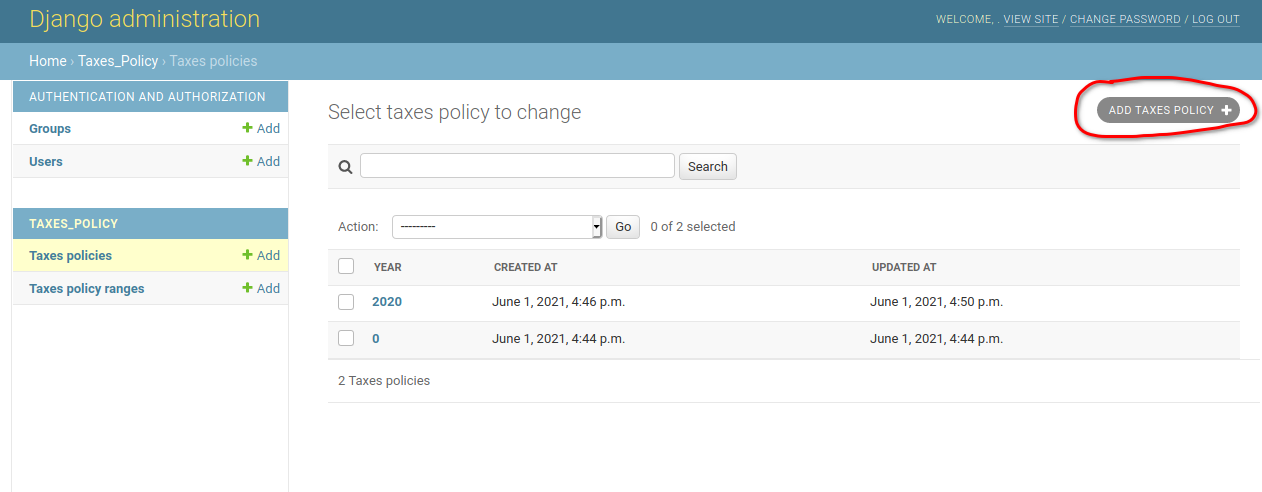 Django administration
WELCOME, . VIEW SITE / CHANGE PASSWORD / LOG OUT
Home › Taxes_Policy › Taxes policies
AUTHENTICATION AND AUTHORIZATION
Groups + Add
Users + Add
TAXES_POLICY
Taxes policies + Add
Taxes policy ranges + Add
Select taxes policy to change
ADD TAXES POLICY +
Search
Action: --------- Go 0 of 2 selected
YEAR CREATED AT UPDATED AT
2020 June 1, 2021, 4:46 p.m. June 1, 2021, 4:50 p.m.
0 June 1, 2021, 4:44 p.m. June 1, 2021, 4:44 p.m.
2 Taxes policies